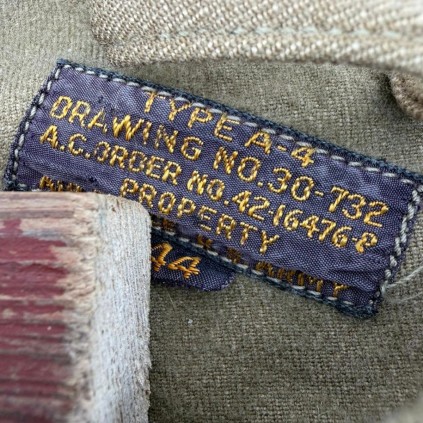 TYPE A-4
DRAWING NO.30-732
A.C.ORDER NO.42 16476-P
PROPERTY
44